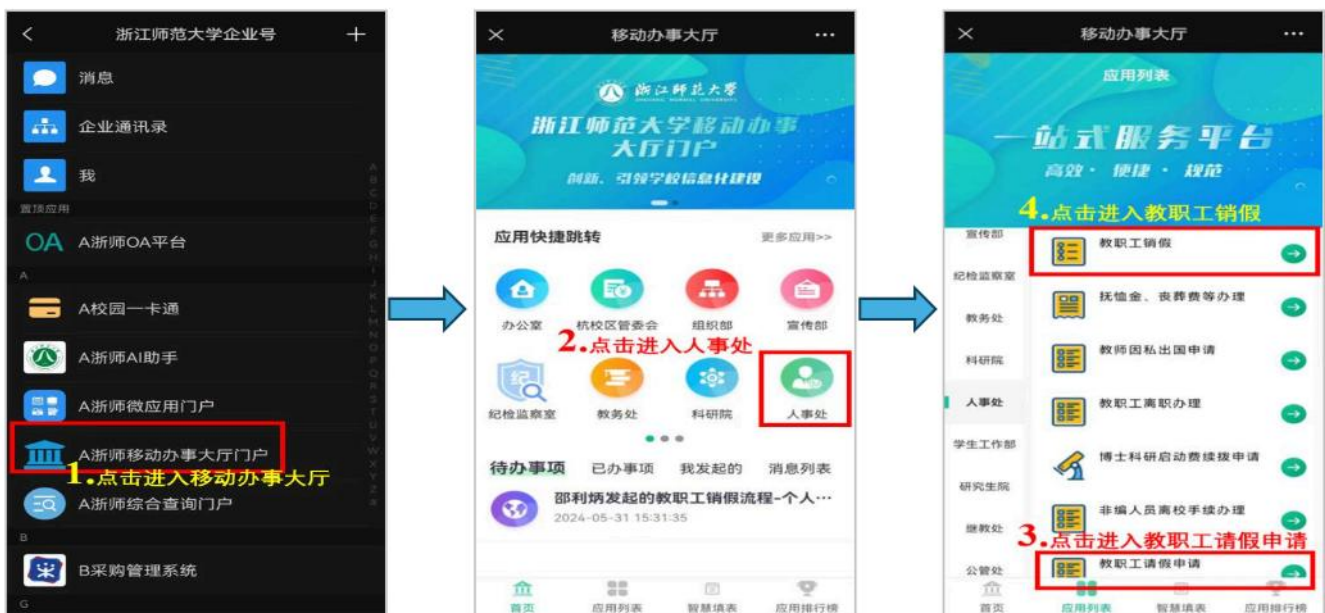 浙江师范大学企业号
消息
企业通讯录
我
置顶应用
OA A浙师OA平台
A
A校园一卡通
A浙师AI助手
A浙师微应用门户
A浙师移动办事大厅门户
1.点击进入移动办事大厅
A浙师综合查询门户
B
B采购管理系统
G
移动办事大厅
浙江师范大学
ZHEJIANG NORMAL UNIVERSITY
浙江师范大学移动办事
大厅门户
创新、引领学校信息化建设
应用快捷跳转
更多应用>>
办公室
杭校区管委会
组织部
宣传部
2.点击进入人事处
纪检监察室
教务处
科研院
人事处
待办事项
已办事项
我发起的
消息列表
邵利炳发起的教职工销假流程-个人…
2024-05-31 15:31:35
首页
应用列表
智慧填表
应用排行榜
移动办事大厅
应用列表
一站式服务平台
高效・便捷・规范
4.点击进入教职工销假
宣传部
纪检监察室
教务处
科研院
人事处
学生工作部
研究生院
继教处
公管处
教职工销假
抚恤金、丧葬费等办理
教师因私出国申请
教职工离职办理
博士科研启动费续拨申请
非编人员离校手续办理
3.点击进入教职工请假申请
教职工请假申请
首页
应用列表
智慧填表
应用排行榜